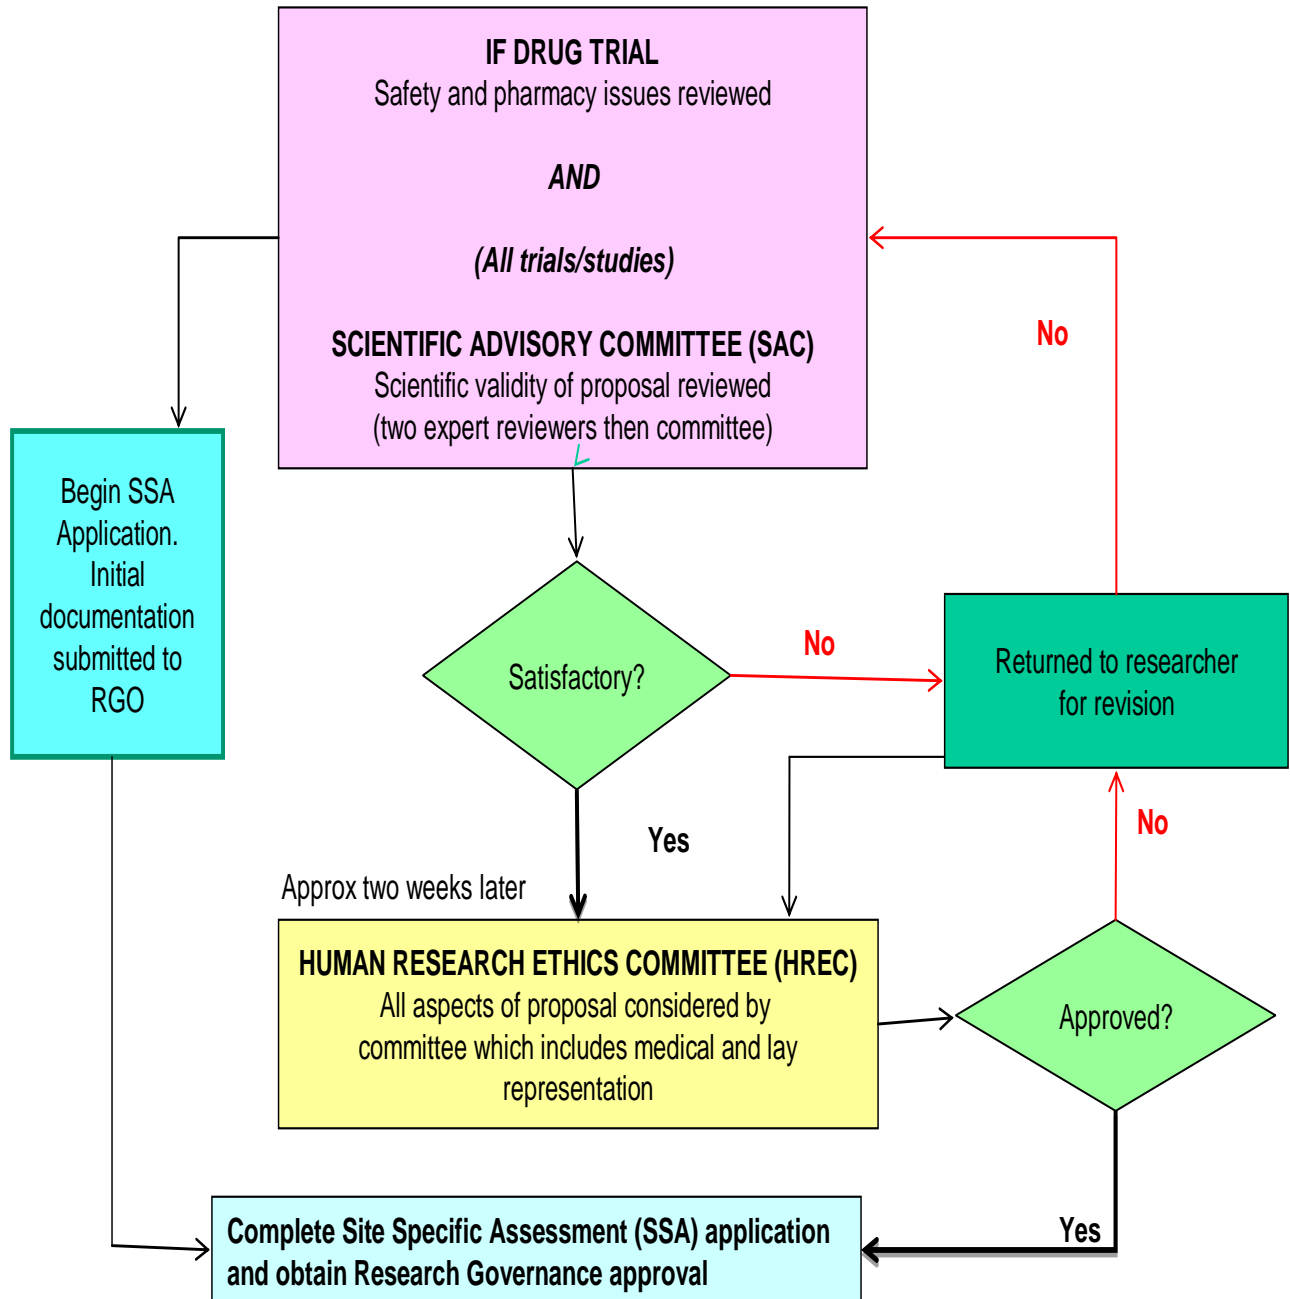 IF DRUG TRIAL
Safety and pharmacy issues reviewed
AND
(All trials/studies)
SCIENTIFIC ADVISORY COMMITTEE (SAC)
Scientific validity of proposal reviewed
(two expert reviewers then committee)
No
Begin SSA
Application.
Initial
documentation
submitted to
RGO
Satisfactory?
No
Returned to researcher
for revision
Yes
No
Approx two weeks later
HUMAN RESEARCH ETHICS COMMITTEE (HREC)
All aspects of proposal considered by
committee which includes medical and lay
representation
Approved?
Yes
Complete Site Specific Assessment (SSA) application
and obtain Research Governance approval